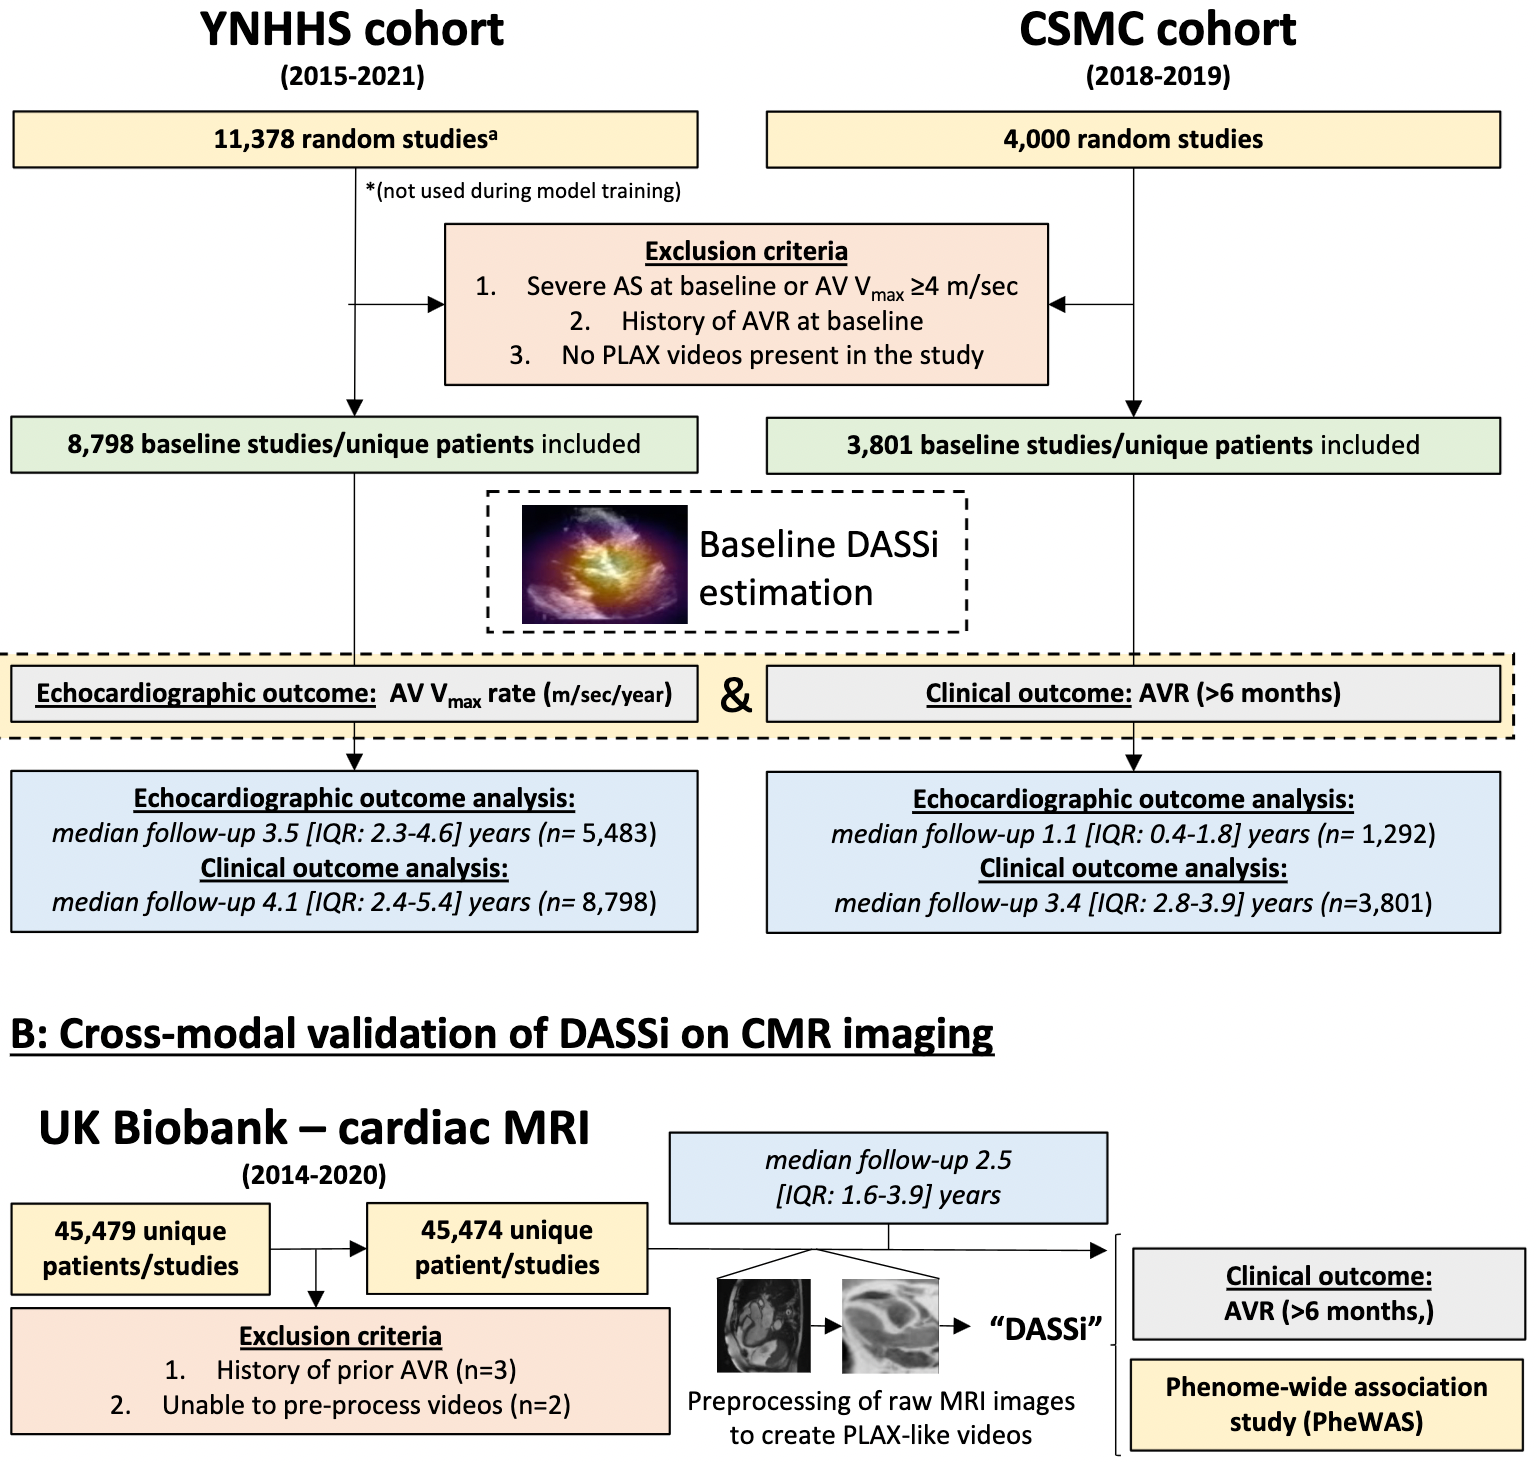 YNHHS cohort
(2015-2021)
CSMC cohort
(2018-2019)
11,378 random studiesª
4,000 random studies
*(not used during model training)
Exclusion criteria
1. Severe AS at baseline or AV Vmax ≥4 m/sec
2. History of AVR at baseline
3. No PLAX videos present in the study
8,798 baseline studies/unique patients included
3,801 baseline studies/unique patients included
Baseline DASSi
estimation
Echocardiographic outcome: AV Vmax rate (m/sec/year)
&
Clinical outcome: AVR (>6 months)
Echocardiographic outcome analysis:
median follow-up 3.5 [IQR: 2.3-4.6] years (n= 5,483)
Clinical outcome analysis:
median follow-up 4.1 [IQR: 2.4-5.4] years (n= 8,798)
Echocardiographic outcome analysis:
median follow-up 1.1 [IQR: 0.4-1.8] years (n= 1,292)
Clinical outcome analysis:
median follow-up 3.4 [IQR: 2.8-3.9] years (n=3,801)
B: Cross-modal validation of DASSi on CMR imaging
UK Biobank – cardiac MRI
(2014-2020)
45,479 unique
patients/studies
45,474 unique
patient/studies
Exclusion criteria
1. History of prior AVR (n=3)
2. Unable to pre-process videos (n=2)
median follow-up 2.5
[IQR: 1.6-3.9] years
“DASSi”
Preprocessing of raw MRI images
to create PLAX-like videos
Clinical outcome:
AVR (>6 months,)
Phenome-wide association
study (PheWAS)